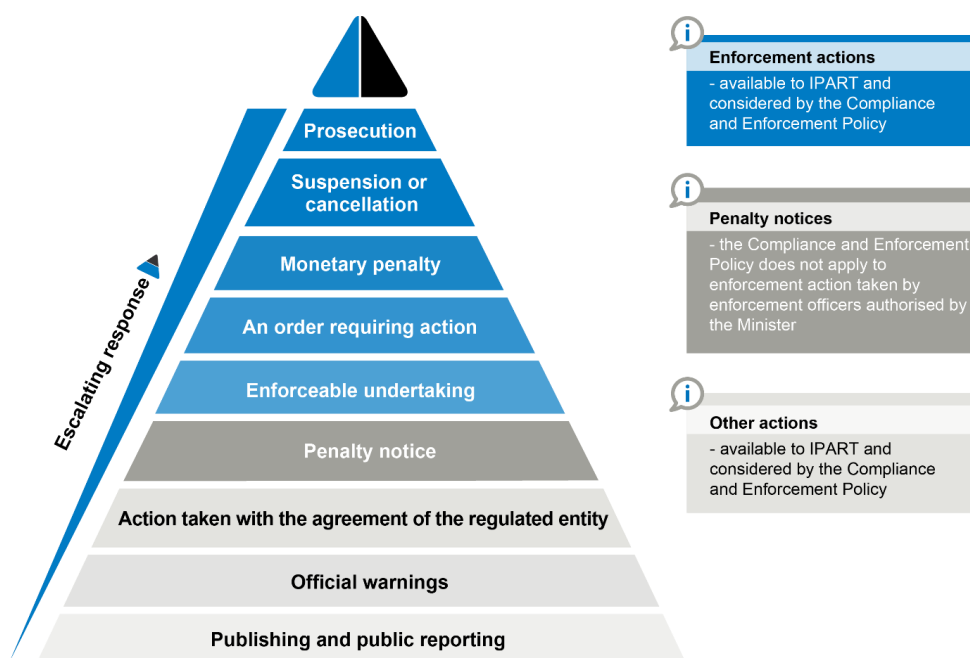 Prosecution
Suspension or
cancellation
Monetary penalty
An order requiring action
Enforceable undertaking
Penalty notice
Action taken with the agreement of the regulated entity
Official warnings
Publishing and public reporting
Escalating response
i
Enforcement actions
- available to IPART and
considered by the Compliance
and Enforcement Policy
i
Penalty notices
- the Compliance and Enforcement
Policy does not apply to
enforcement action taken by
enforcement officers authorised by
the Minister
i
Other actions
- available to IPART and
considered by the Compliance
and Enforcement Policy